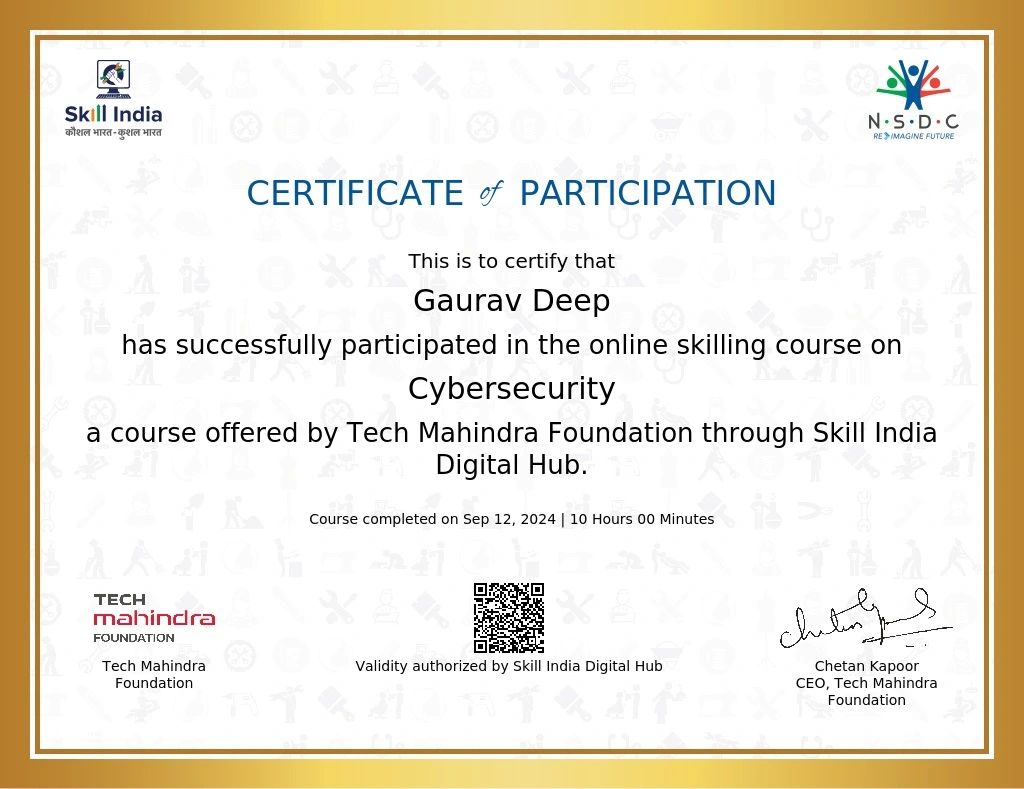 Skill India
कौशल भारत-कुशल भारत
N·S·D·C
RE IMAGINE FUTURE
CERTIFICATE of PARTICIPATION
This is to certify that
Gaurav Deep
has successfully participated in the online skilling course on
Cybersecurity
a course offered by Tech Mahindra Foundation through Skill India
Digital Hub.
Course completed on Sep 12, 2024 | 10 Hours 00 Minutes
TECH
mahindra
FOUNDATION
Tech Mahindra
Foundation
Validity authorized by Skill India Digital Hub
Chetan Kapoor
CEO, Tech Mahindra
Foundation